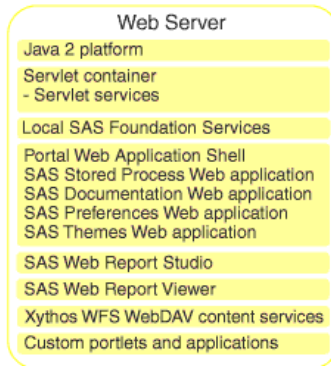 Web Server
Java 2 platform
Servlet container
- Servlet services
Local SAS Foundation Services
Portal Web Application Shell
SAS Stored Process Web application
SAS Documentation Web application
SAS Preferences Web application
SAS Themes Web application
SAS Web Report Studio
SAS Web Report Viewer
Xythos WFS WebDAV content services
Custom portlets and applications